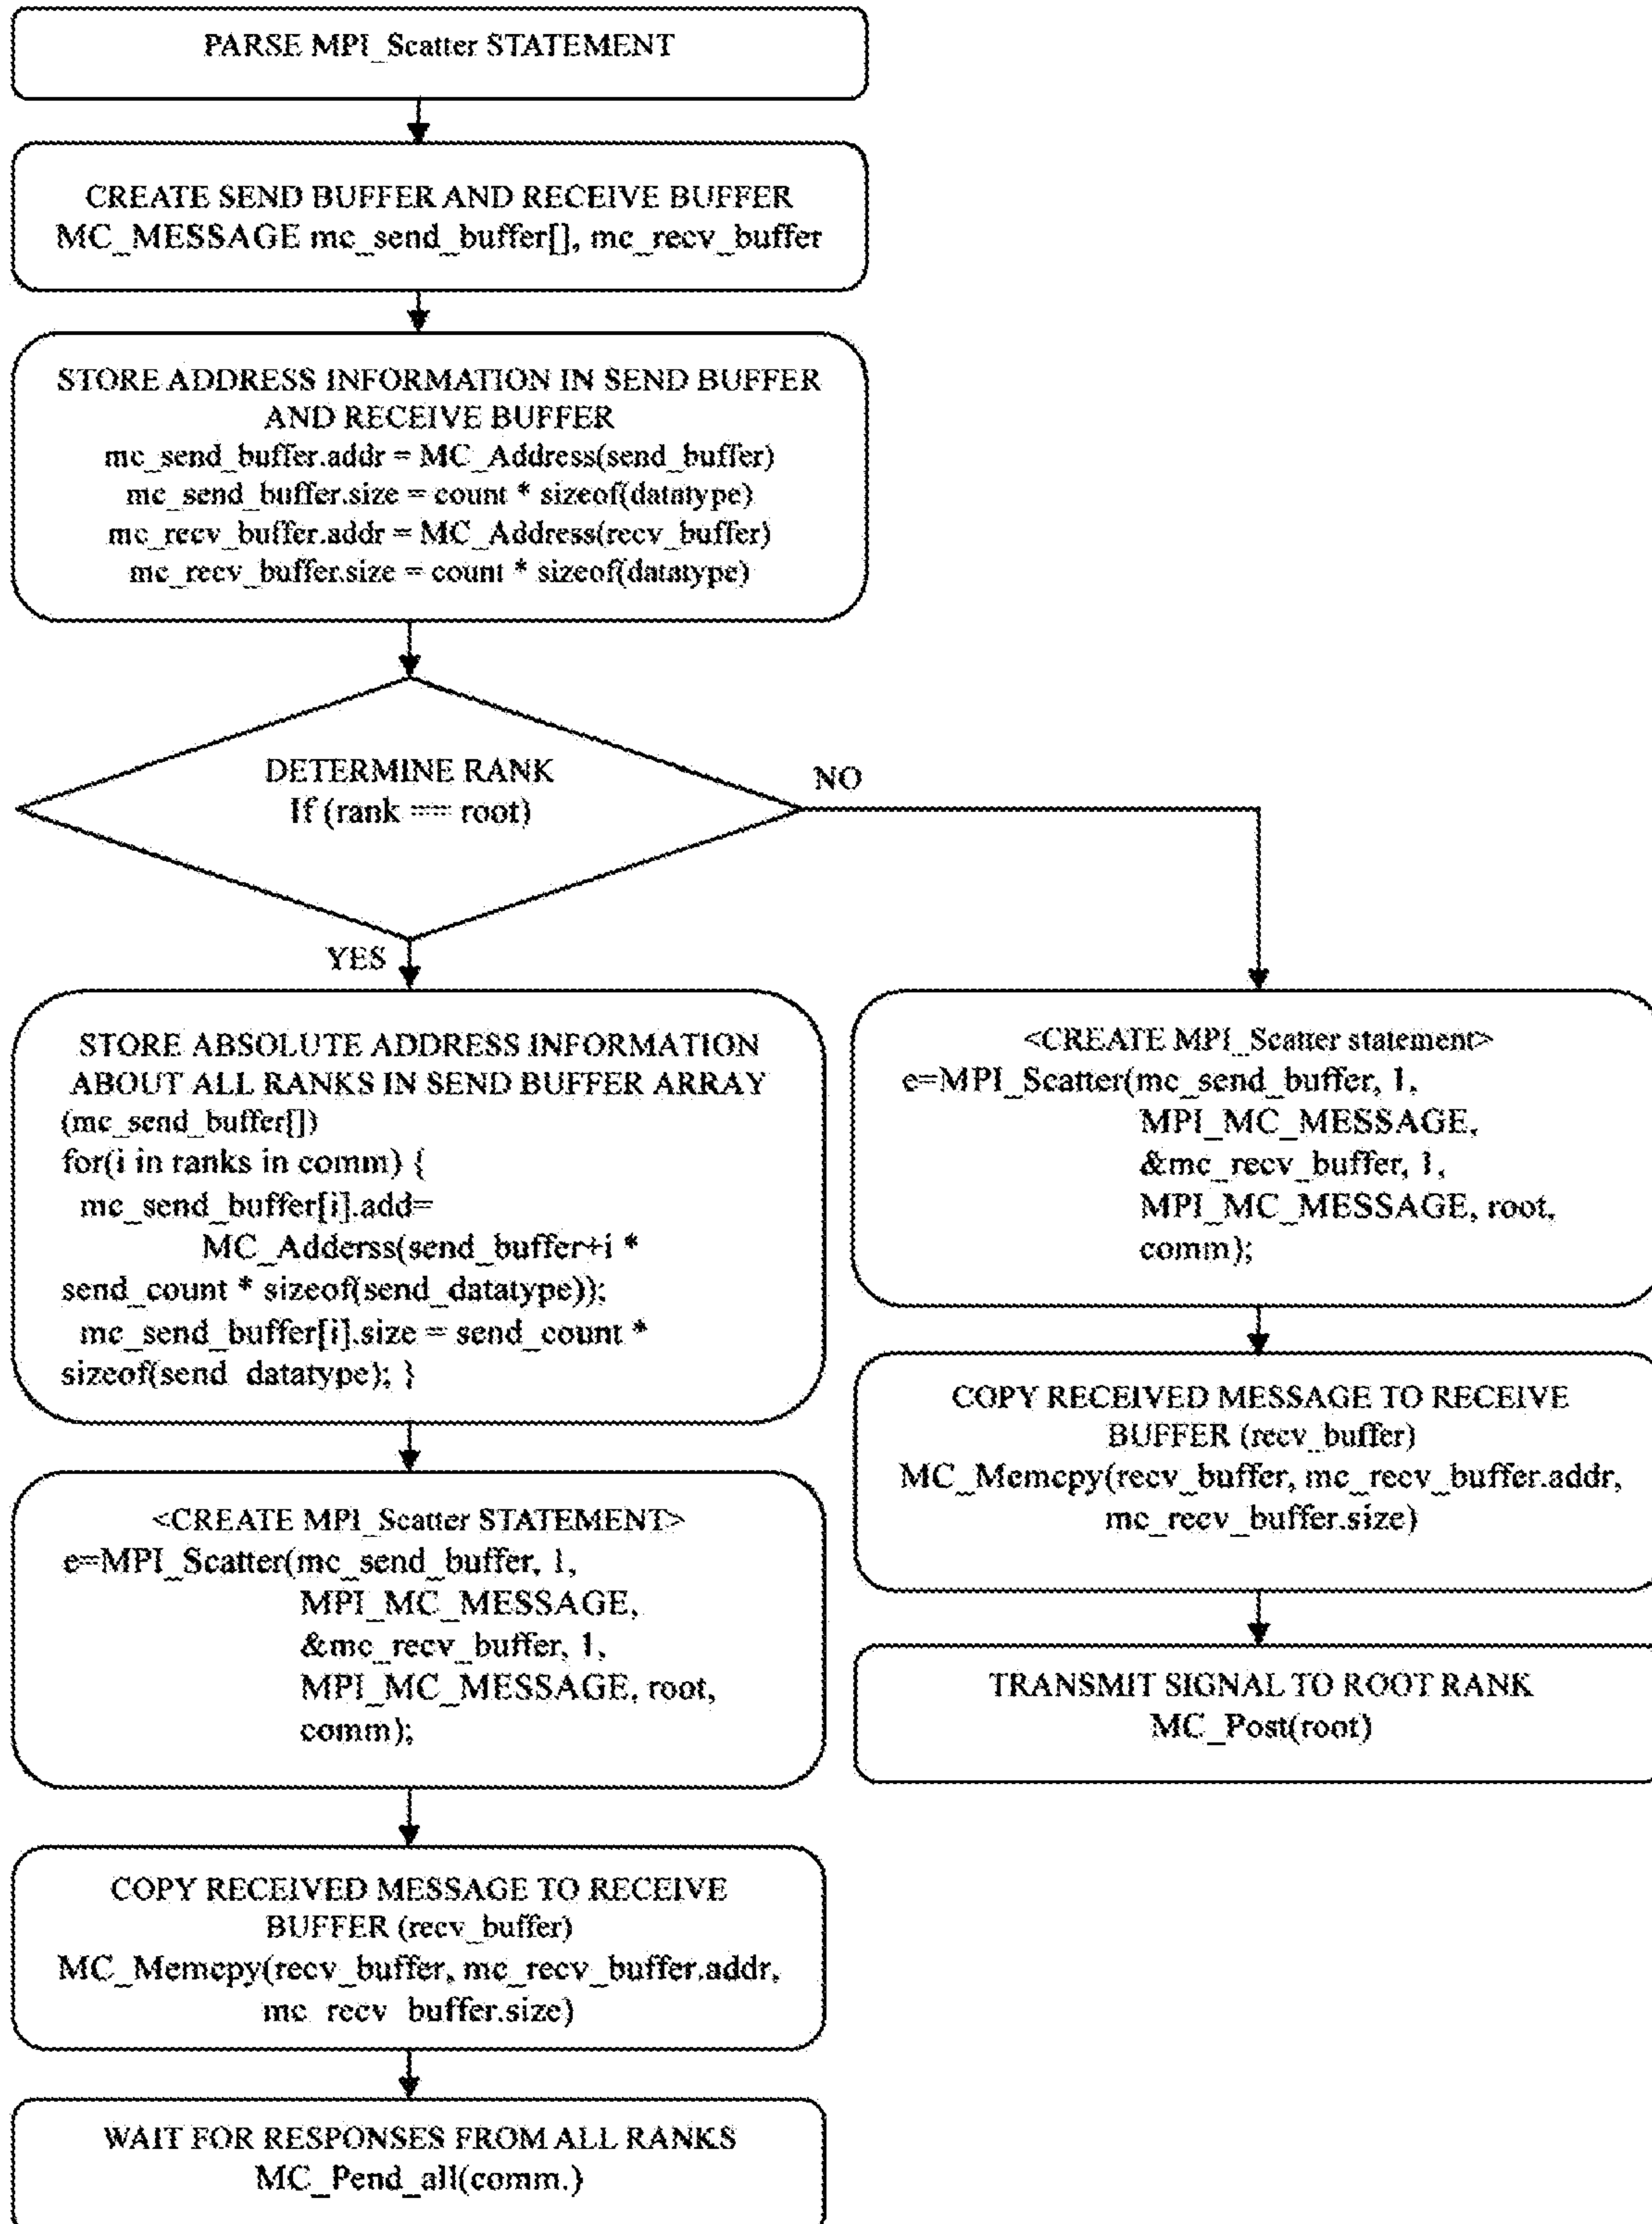 PARSE MPI_Scatter STATEMENT
CREATE SEND BUFFER AND RECEIVE BUFFER
MC_MESSAGE mc_send_buffer[], mc_recv_buffer
STORE ADDRESS INFORMATION IN SEND BUFFER
AND RECEIVE BUFFER
mc_send_buffer.addr = MC_Address(send_buffer)
mc_send_buffer.size = count * sizeof(datatype)
mc_recv_buffer.addr = MC_Address(recv_buffer)
mc_recv_buffer.size = count * sizeof(datatype)
DETERMINE RANK
If (rank == root)
NO
YES
STORE ABSOLUTE ADDRESS INFORMATION
ABOUT ALL RANKS IN SEND BUFFER ARRAY
(mc_send_buffer[])
for(i in ranks in comm) {
mc_send_buffer[i].add=
MC_Adderss(send_buffer+i *
send_count * sizeof(send_datatype));
mc_send_buffer[i].size = send_count *
sizeof(send_datatype); }
<CREATE MPI_Scatter STATEMENT>
e=MPI_Scatter(mc_send_buffer, 1,
MPI_MC_MESSAGE,
&mc_recv_buffer, 1,
MPI_MC_MESSAGE, root,
comm);
COPY RECEIVED MESSAGE TO RECEIVE
BUFFER (recv_buffer)
MC_Memcpy(recv_buffer, mc_recv_buffer.addr,
mc_recv_buffer.size)
WAIT FOR RESPONSES FROM ALL RANKS
MC_Pend_all(comm.)
<CREATE MPI_Scatter statement>
e=MPI_Scatter(mc_send_buffer, 1,
MPI_MC_MESSAGE,
&mc_recv_buffer, 1,
MPI_MC_MESSAGE, root,
comm);
COPY RECEIVED MESSAGE TO RECEIVE
BUFFER (recv_buffer)
MC_Memcpy(recv_buffer, mc_recv_buffer.addr,
mc_recv_buffer.size)
TRANSMIT SIGNAL TO ROOT RANK
MC_Post(root)